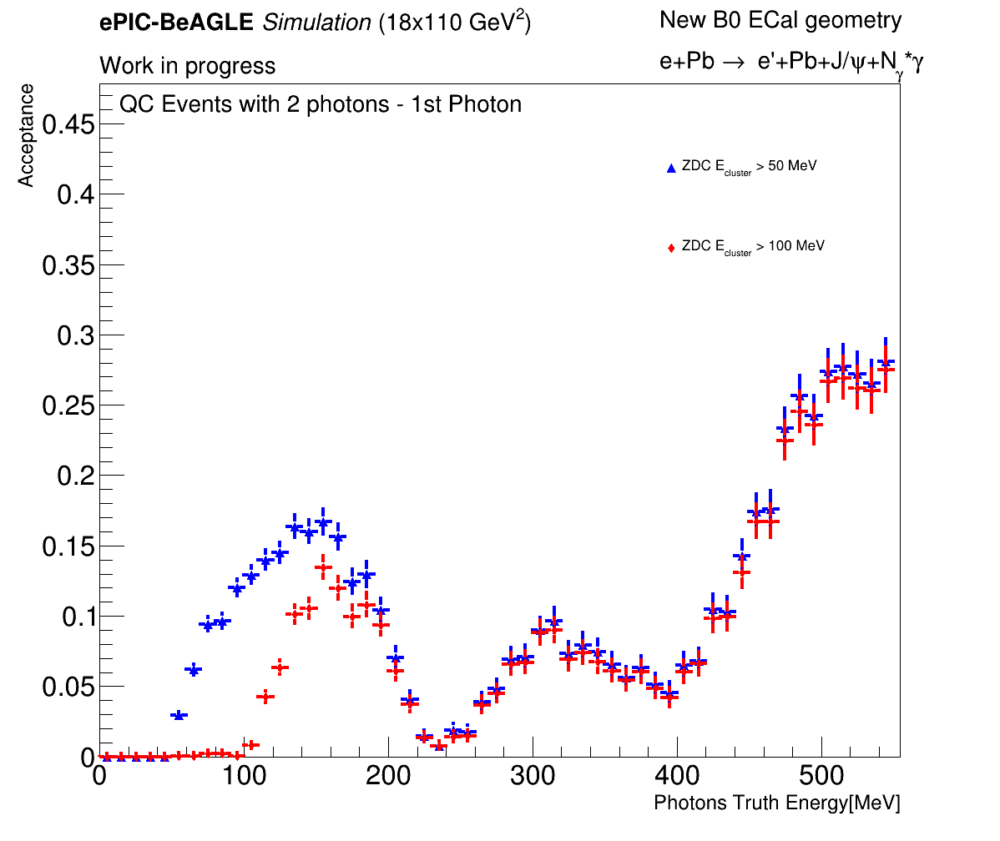 ePIC-BeAGLE Simulation (18x110 GeV²)
New B0 ECal geometry
Work in progress
e+Pb → e'+Pb+J/ψ+Nγ*γ
QC Events with 2 photons - 1st Photon
Acceptance
ZDC Ecluster > 50 MeV
ZDC Ecluster > 100 MeV
0.45
0.4
0.35
0.3
0.25
0.2
0.15
0.1
0.05
0
0 100 200 300 400 500
Photons Truth Energy[MeV]